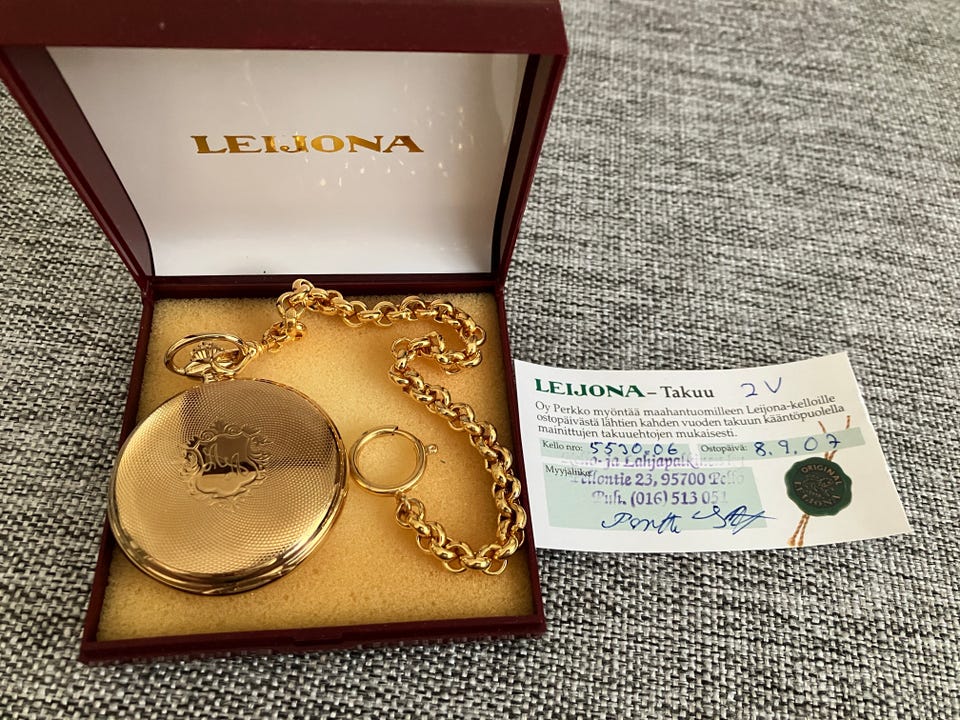 LEIJONA
LEIJONA – Takuu 2V
Oy Perkko myöntää maahantuomilleen Leijona-kelloille
ostopäivästä lähtien kahden vuoden takuun kääntöpuolella
mainittujen takuuehtojen mukaisesti.
Kello nro: 5530.06 Ostopäivä: 8.9.07
Myyjäliike:
ja Lahjapalkin
Pellontie 23, 95700 Pello
Puh. (016) 513 051
Pertti
ORIGINAL